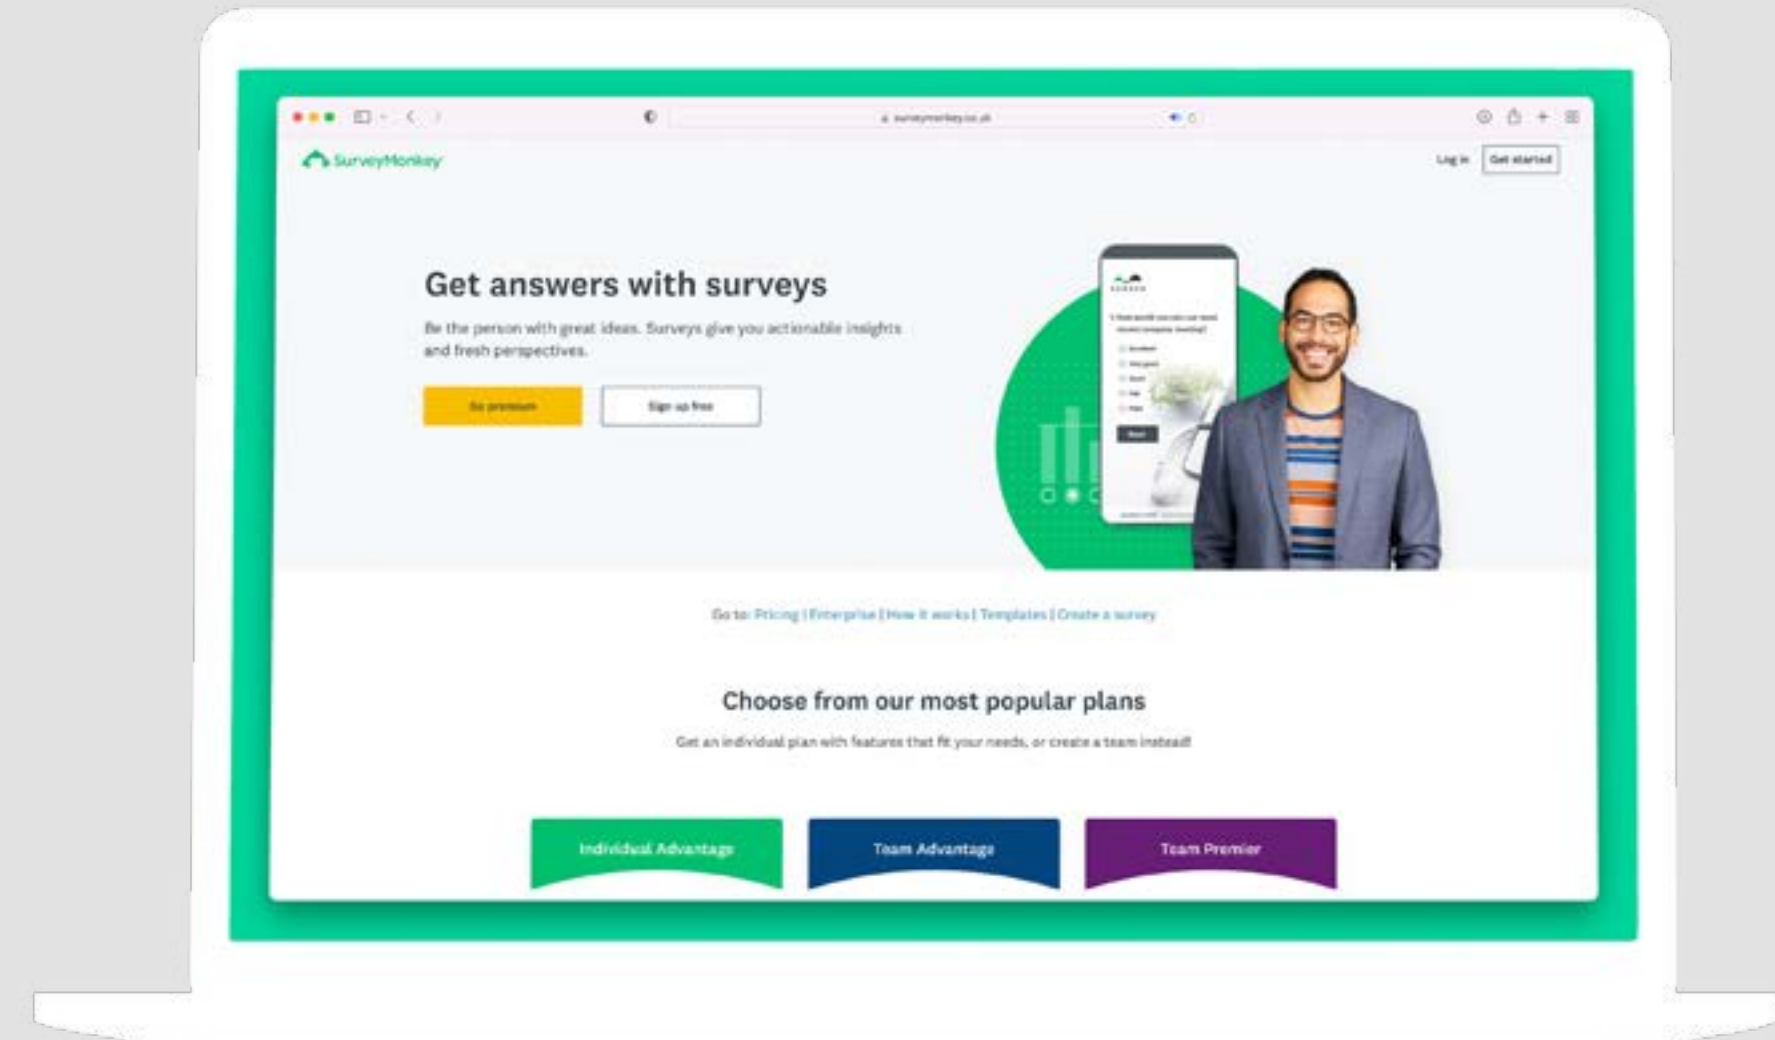 surveymonkey.co.uk
SurveyMonkey
Log in
Get started
Get answers with surveys
Be the person with great ideas. Surveys give you actionable insights
and fresh perspectives.
Go premium
Sign up free
Go to: Pricing | Enterprise | How it works | Templates | Create a survey
Choose from our most popular plans
Get an individual plan with features that fit your needs, or create a team instead!
Individual Advantage
Team Advantage
Team Premier